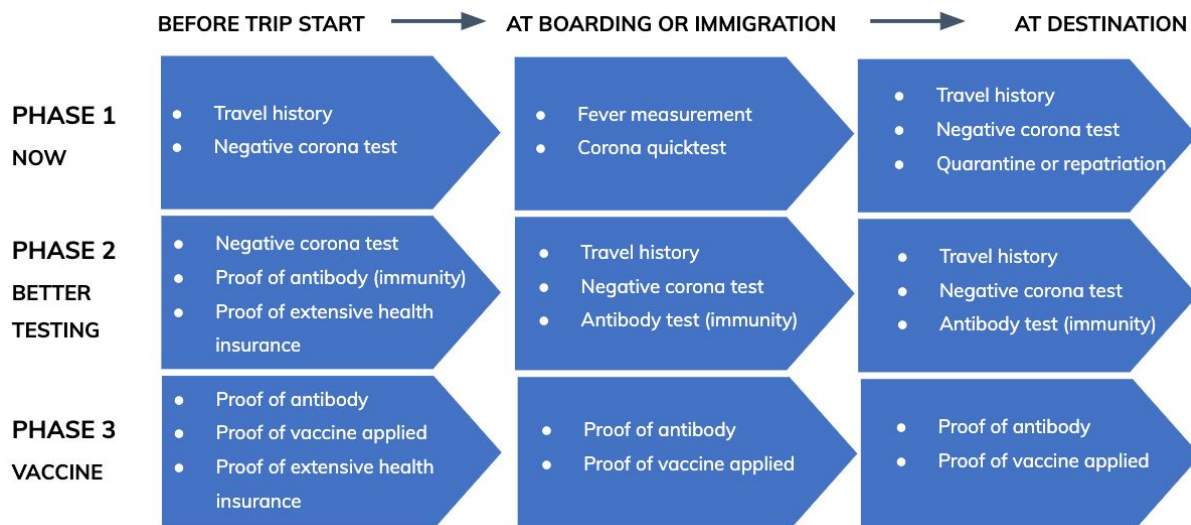 BEFORE TRIP START
AT BOARDING OR IMMIGRATION
AT DESTINATION
PHASE 1
NOW
Travel history
Negative corona test
Fever measurement
Corona quicktest
Travel history
Negative corona test
Quarantine or repatriation
PHASE 2
BETTER
TESTING
Negative corona test
Proof of antibody (immunity)
Proof of extensive health
insurance
Travel history
Negative corona test
Antibody test (immunity)
Travel history
Negative corona test
Antibody test (immunity)
PHASE 3
VACCINE
Proof of antibody
Proof of vaccine applied
Proof of extensive health
insurance
Proof of antibody
Proof of vaccine applied
Proof of antibody
Proof of vaccine applied